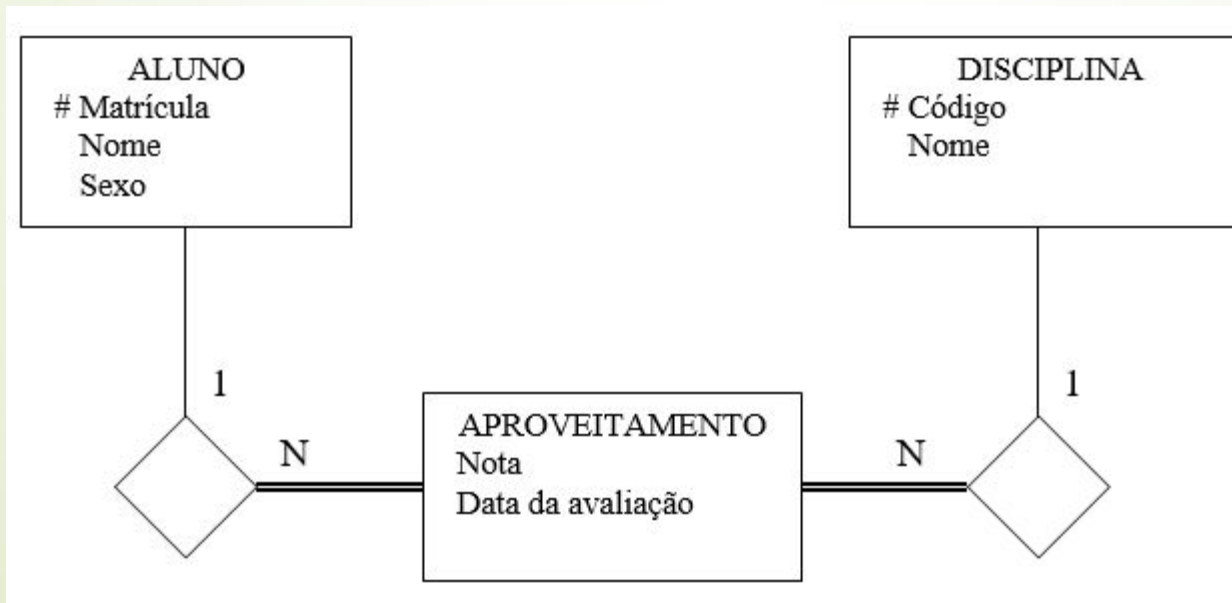 ALUNO
# Matrícula
Nome
Sexo
DISCIPLINA
# Código
Nome
1
1
N
N
APROVEITAMENTO
Nota
Data da avaliação